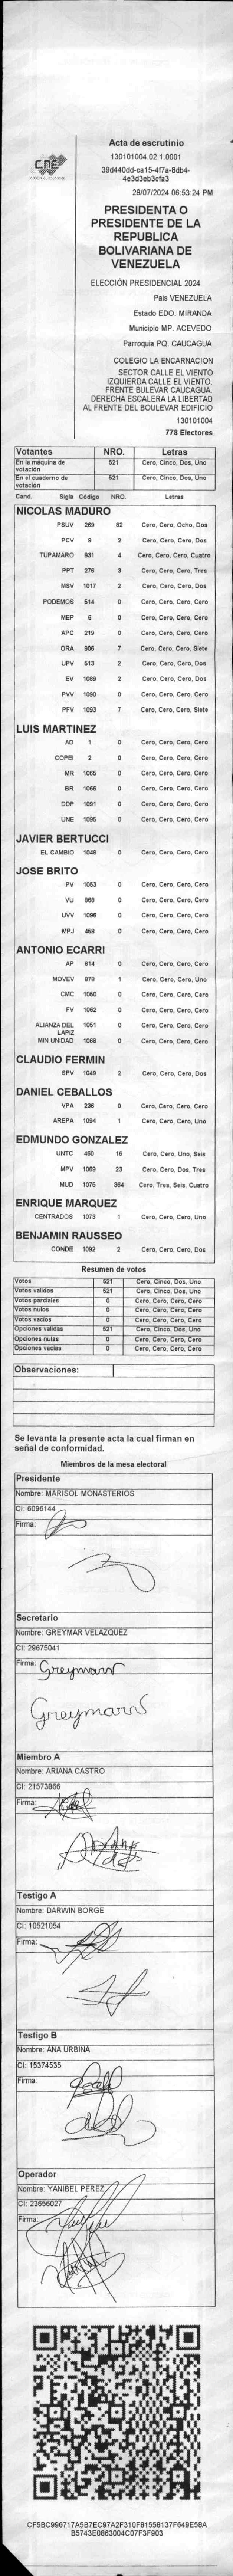 CNE
Acta de escrutinio
130101004.02.1.0001
39d440dd-ca15-4f7a-8db4-
4e3d3eb3cfa3
28/07/2024 06:53:24 PM
PRESIDENTA O
PRESIDENTE DE LA
REPUBLICA
BOLIVARIANA DE
VENEZUELA
ELECCIÓN PRESIDENCIAL 2024
País VENEZUELA
Estado EDO. MIRANDA
Municipio MP. ACEVEDO
Parroquia PQ. CAUCAGUA
COLEGIO LA ENCARNACION
SECTOR CALLE EL VIENTO
IZQUIERDA CALLE EL VIENTO.
FRENTE BULEVAR CAUCAGUA.
DERECHA ESCALERA LA LIBERTAD
AL FRENTE DEL BOULEVAR EDIFICIO
130101004
778 Electores
Votantes NRO. Letras
En la máquina de votación 521 Cero, Cinco, Dos, Uno
En el cuaderno de votación 521 Cero, Cinco, Dos, Uno
Cand. Sigla Código NRO. Letras
NICOLAS MADURO
PSUV 269 82 Cero, Cero, Ocho, Dos
PCV 9 2 Cero, Cero, Cero, Dos
TUPAMARO 931 4 Cero, Cero, Cero, Cuatro
PPT 276 3 Cero, Cero, Cero, Tres
MSV 1017 2 Cero, Cero, Cero, Dos
PODEMOS 514 0 Cero, Cero, Cero, Cero
MEP 6 0 Cero, Cero, Cero, Cero
APC 219 0 Cero, Cero, Cero, Cero
ORA 906 7 Cero, Cero, Cero, Siete
UPV 513 2 Cero, Cero, Cero, Dos
EV 1089 2 Cero, Cero, Cero, Dos
PVV 1090 0 Cero, Cero, Cero, Cero
PFV 1093 7 Cero, Cero, Cero, Siete
LUIS MARTINEZ
AD 1 0 Cero, Cero, Cero, Cero
COPEI 2 0 Cero, Cero, Cero, Cero
MR 1065 0 Cero, Cero, Cero, Cero
BR 1066 0 Cero, Cero, Cero, Cero
DDP 1091 0 Cero, Cero, Cero, Cero
UNE 1095 0 Cero, Cero, Cero, Cero
JAVIER BERTUCCI
EL CAMBIO 1048 0 Cero, Cero, Cero, Cero
JOSE BRITO
PV 1053 0 Cero, Cero, Cero, Cero
VU 868 0 Cero, Cero, Cero, Cero
UVV 1096 0 Cero, Cero, Cero, Cero
MPJ 458 0 Cero, Cero, Cero, Cero
ANTONIO ECARRI
AP 814 0 Cero, Cero, Cero, Cero
MOVEV 878 1 Cero, Cero, Cero, Uno
CMC 1050 0 Cero, Cero, Cero, Cero
FV 1062 0 Cero, Cero, Cero, Cero
ALIANZA DEL LAPIZ 1051 0 Cero, Cero, Cero, Cero
MIN UNIDAD 1068 0 Cero, Cero, Cero, Cero
CLAUDIO FERMIN
SPV 1049 2 Cero, Cero, Cero, Dos
DANIEL CEBALLOS
VPA 236 0 Cero, Cero, Cero, Cero
AREPA 1094 1 Cero, Cero, Cero, Uno
EDMUNDO GONZALEZ
UNTC 460 16 Cero, Cero, Uno, Seis
MPV 1069 23 Cero, Cero, Dos, Tres
MUD 1075 364 Cero, Tres, Seis, Cuatro
ENRIQUE MARQUEZ
CENTRADOS 1073 1 Cero, Cero, Cero, Uno
BENJAMIN RAUSSEO
CONDE 1092 2 Cero, Cero, Cero, Dos
Resumen de votos
Votos 521 Cero, Cinco, Dos, Uno
Votos validos 521 Cero, Cinco, Dos, Uno
Votos parciales 0 Cero, Cero, Cero, Cero
Votos nulos 0 Cero, Cero, Cero, Cero
Votos vacios 0 Cero, Cero, Cero, Cero
Opciones validas 521 Cero, Cinco, Dos, Uno
Opciones nulas 0 Cero, Cero, Cero, Cero
Opciones vacias 0 Cero, Cero, Cero, Cero
Observaciones:
Se levanta la presente acta la cual firman en
señal de conformidad.
Miembros de la mesa electoral
Presidente
Nombre: MARISOL MONASTERIOS
CI: 6096144
Firma:
Secretario
Nombre: GREYMAR VELAZQUEZ
CI: 29675041
Firma: Greymar
Greymar
Miembro A
Nombre: ARIANA CASTRO
CI: 21573866
Firma:
Testigo A
Nombre: DARWIN BORGE
CI: 10521054
Firma:
Testigo B
Nombre: ANA URBINA
CI: 15374535
Firma:
Operador
Nombre: YANIBEL PEREZ
CI: 23656027
Firma:
CF5BC996717A5B7EC97A2F310F81558137F649E58A
B5743E0863004C07F3F903